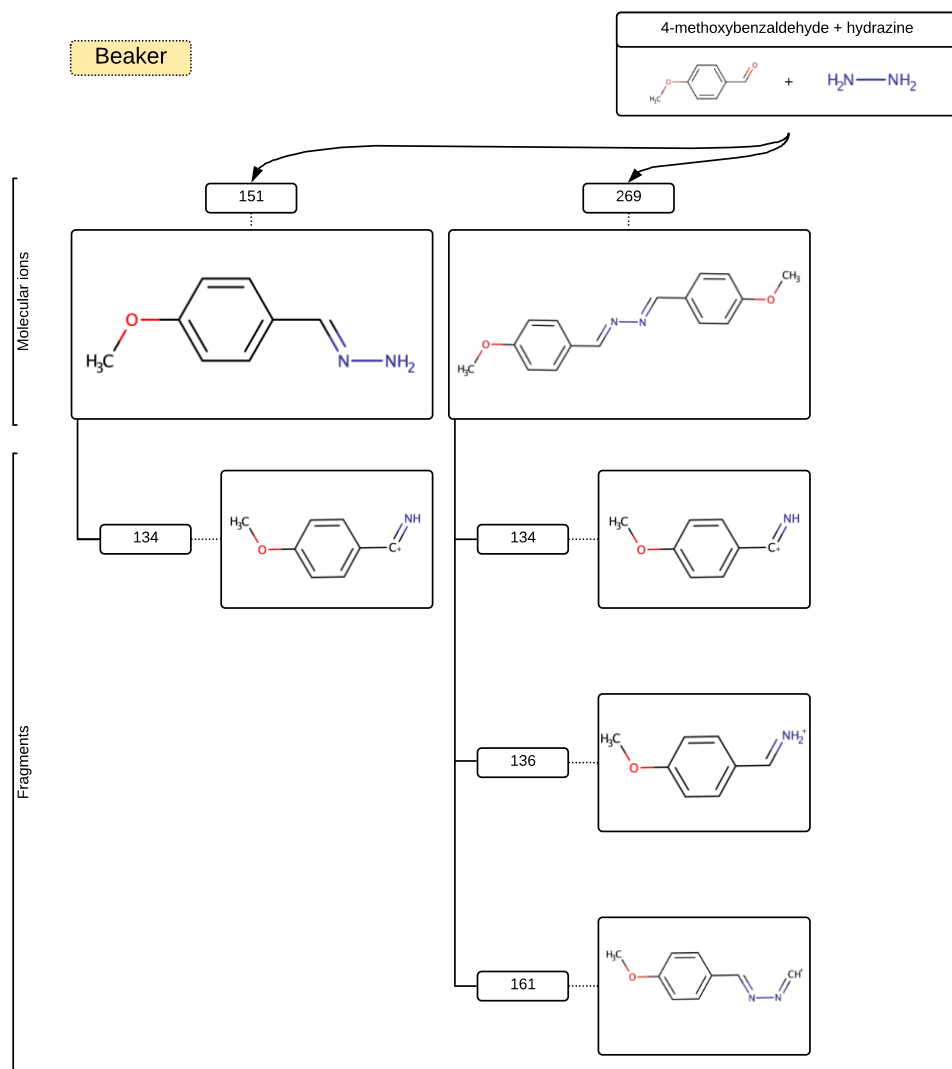 4-methoxybenzaldehyde + hydrazine
Beaker
O
H₃C
+
H₂N NH₂
151
269
Molecular ions
O
H₃C
N
NH₂
CH₃
O
N
N
O
H₃C
134
H₃C
O
NH
C+
134
H₃C
O
NH
C+
Fragments
136
H₃C
O
NH₂⁺
161
H₃C
O
N
N
CH⁺